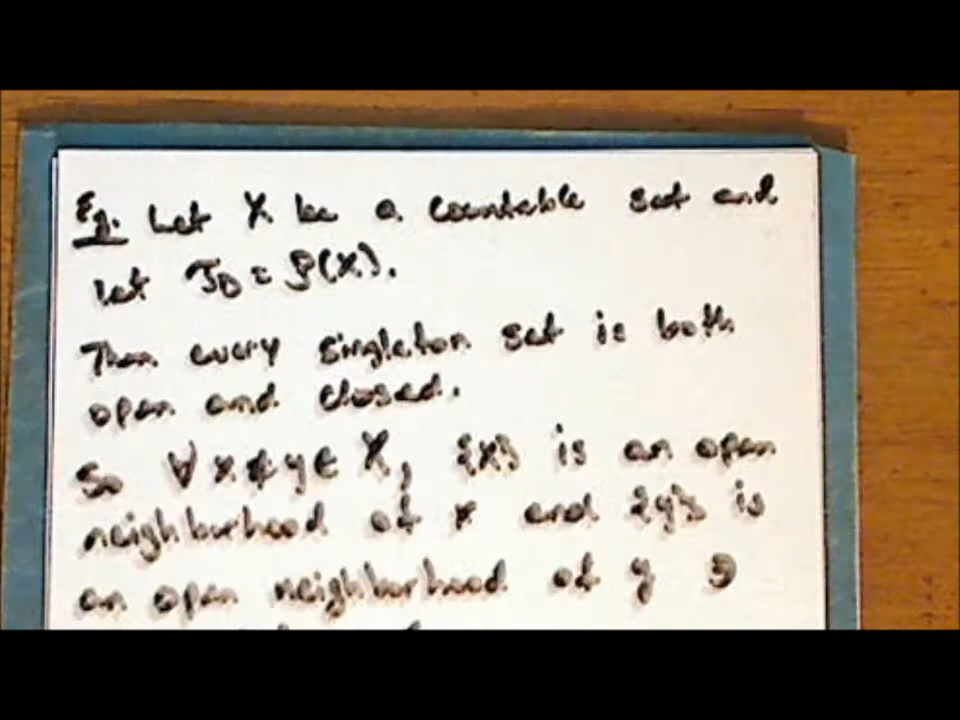 Eg. Let X be a countable set and
let T_D = P(X).
Then every singleton set is both
open and closed.
So ∀ x ≠ y ∈ X, {x} is an open
neighborhood of x and {y} is
an open neighborhood of y ∋